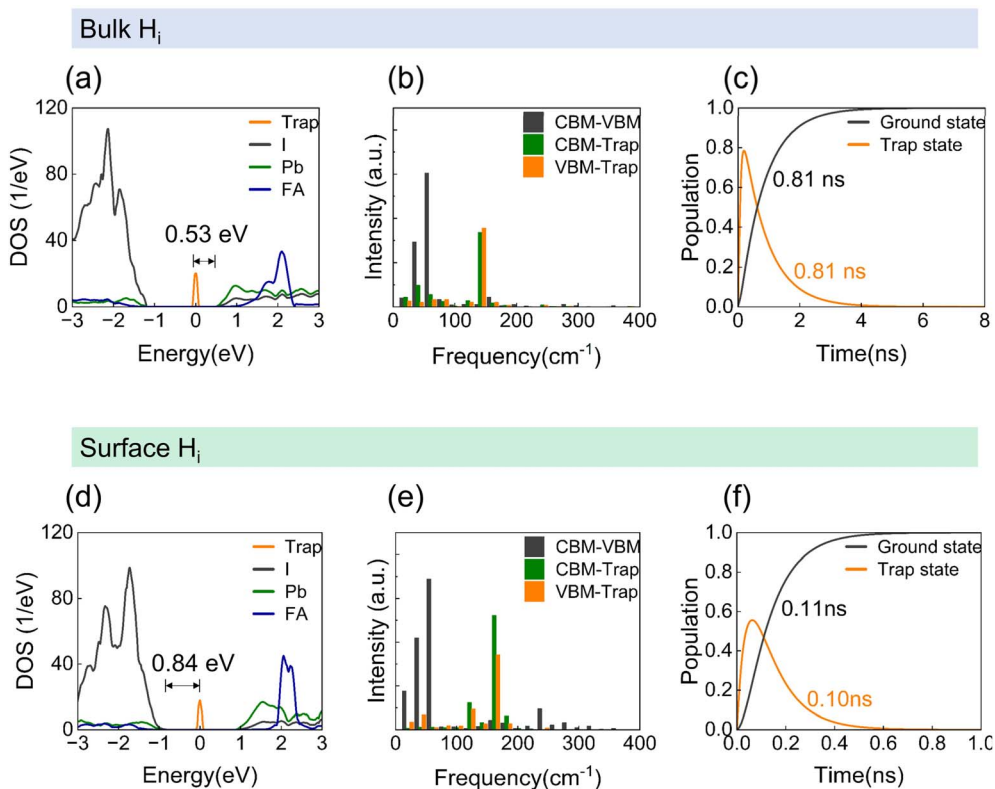 Bulk Hi
(a)
(b)
(c)
DOS (1/eV)
120
80
40
0
Trap
I
Pb
FA
0.53 eV
−3 −2 −1 0 1 2 3
Energy(eV)
Intensity (a.u.)
CBM-VBM
CBM-Trap
VBM-Trap
0 100 200 300 400
Frequency(cm-1)
Population
1.0
0.8
0.6
0.4
0.2
0.0
Ground state
Trap state
0.81 ns
0.81 ns
0 2 4 6 8
Time(ns)
Surface Hi
(d)
(e)
(f)
DOS (1/eV)
120
80
40
0
Trap
I
Pb
FA
0.84 eV
-3 -2 -1 0 1 2 3
Energy(eV)
Intensity (a.u.)
CBM-VBM
CBM-Trap
VBM-Trap
0 100 200 300 400
Frequency(cm-1)
Population
1.0
0.8
0.6
0.4
0.2
0.0
Ground state
Trap state
0.11ns
0.10ns
0.0 0.2 0.4 0.6 0.8 1.0
Time(ns)